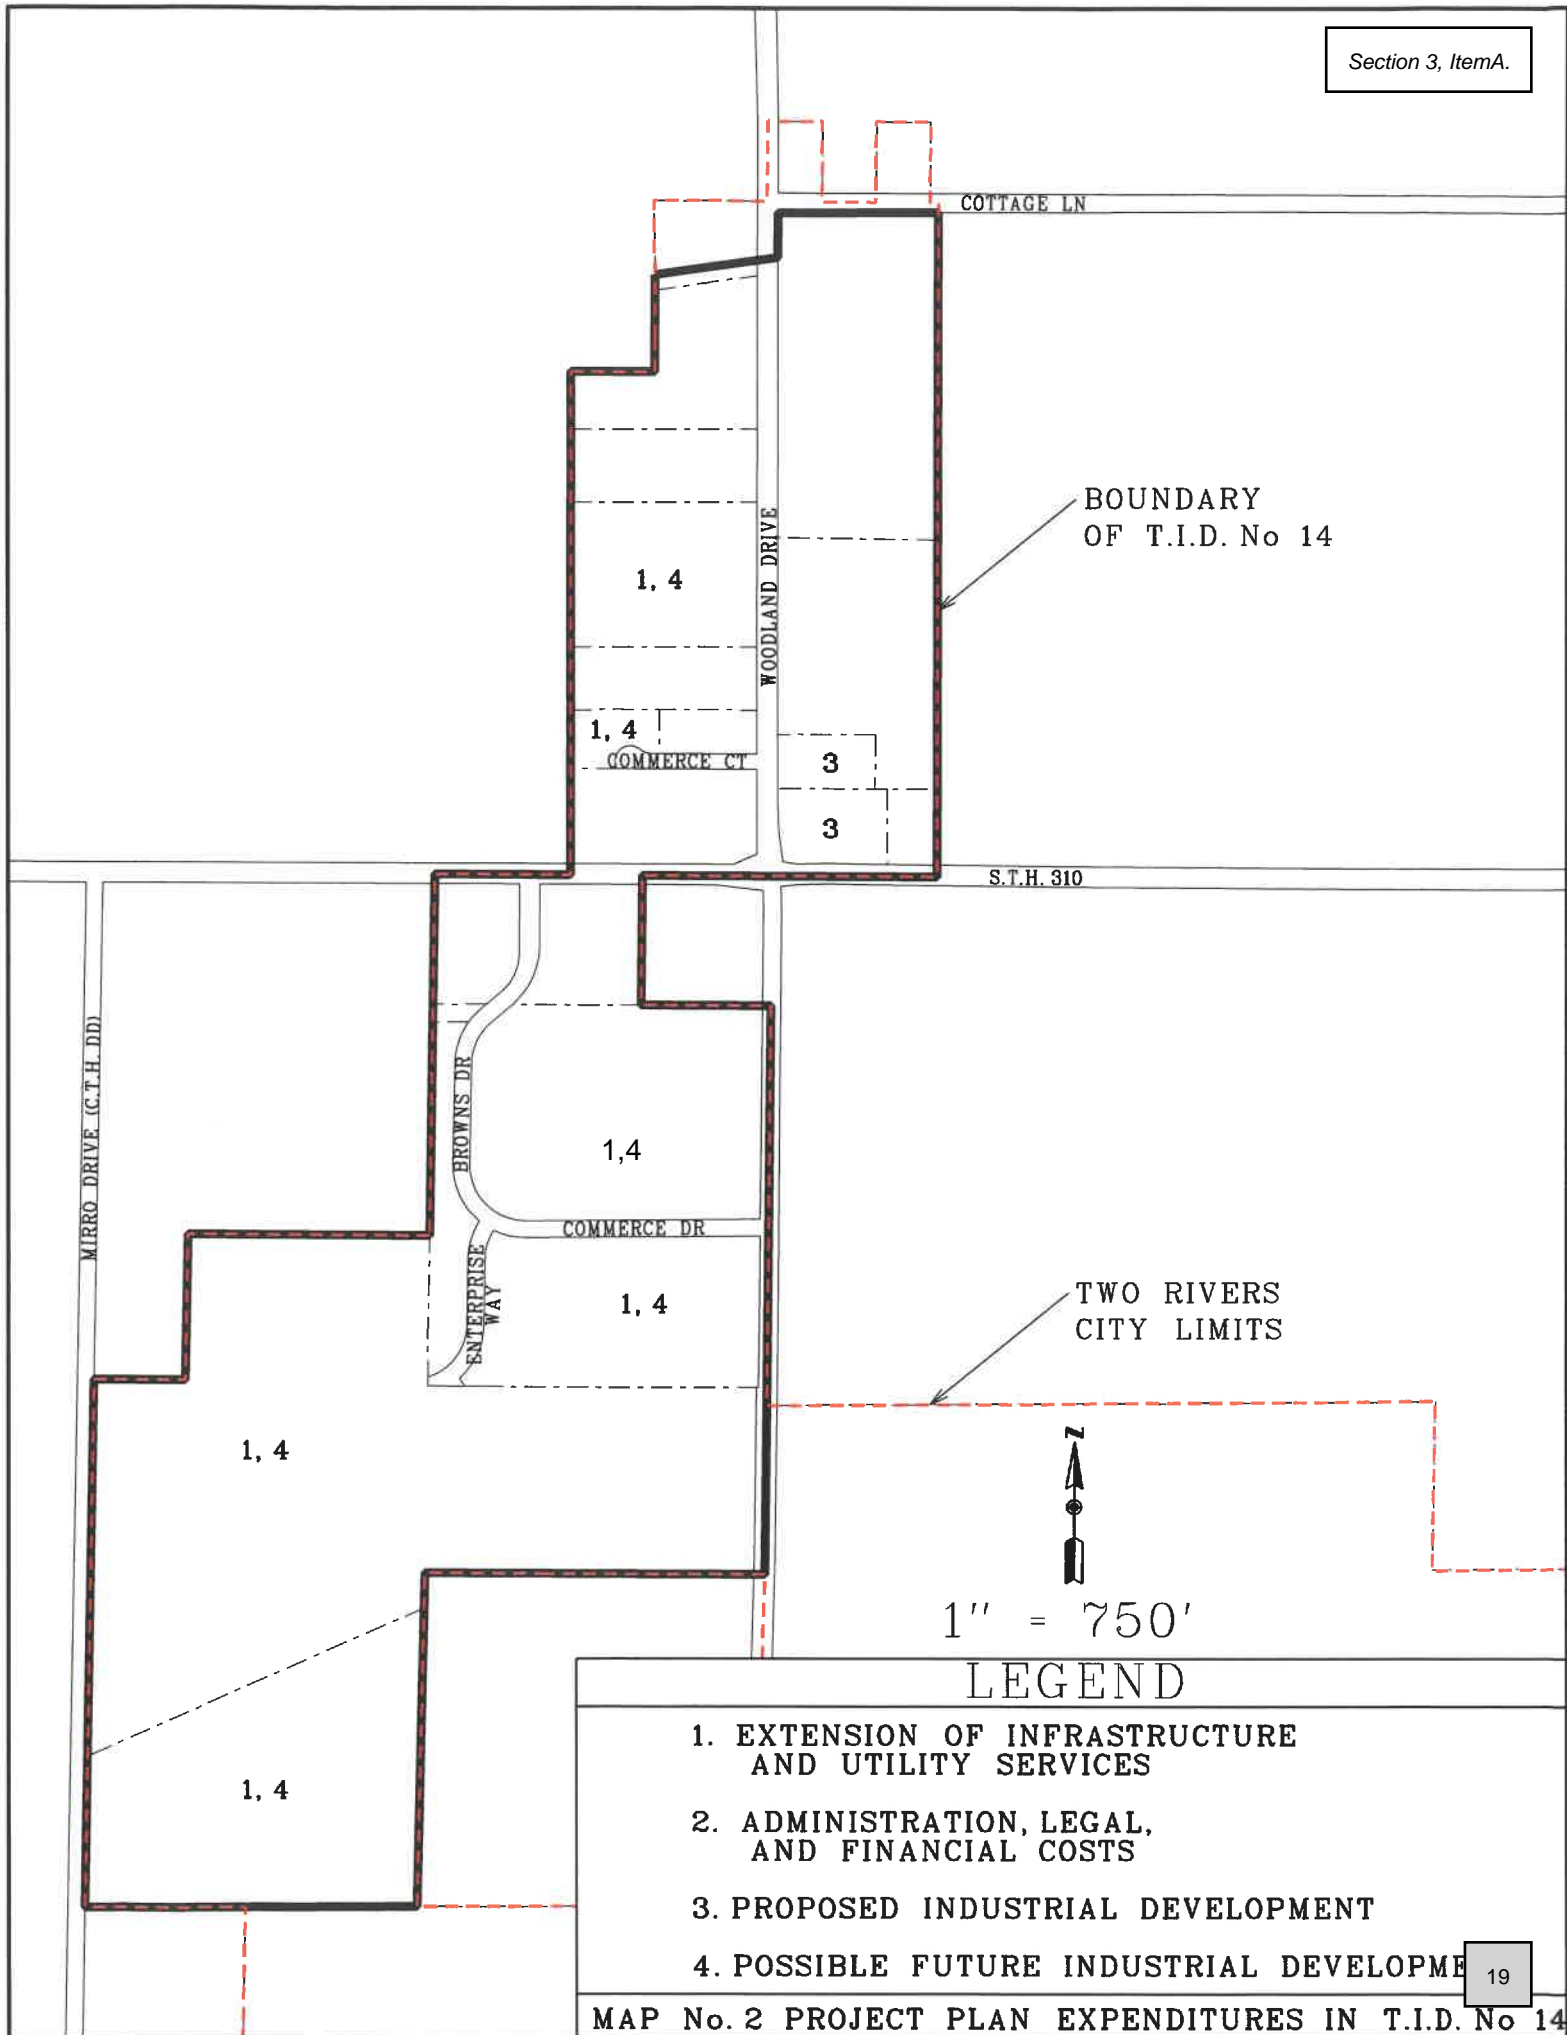 Section 3, ItemA.
COTTAGE LN
BOUNDARY
OF T.I.D. No 14
WOODLAND DRIVE
1, 4
1, 4
COMMERCE CT
3
3
S.T.H. 310
MIRRO DRIVE (C.T.H. DD)
BROWNS DR
1,4
COMMERCE DR
ENTERPRISE
WAY
1, 4
TWO RIVERS
CITY LIMITS
1, 4
N
1" = 750'
1, 4
LEGEND
1. EXTENSION OF INFRASTRUCTURE
AND UTILITY SERVICES
2. ADMINISTRATION, LEGAL,
AND FINANCIAL COSTS
3. PROPOSED INDUSTRIAL DEVELOPMENT
4. POSSIBLE FUTURE INDUSTRIAL DEVELOPME
19
MAP No. 2 PROJECT PLAN EXPENDITURES IN T.I.D. No 14